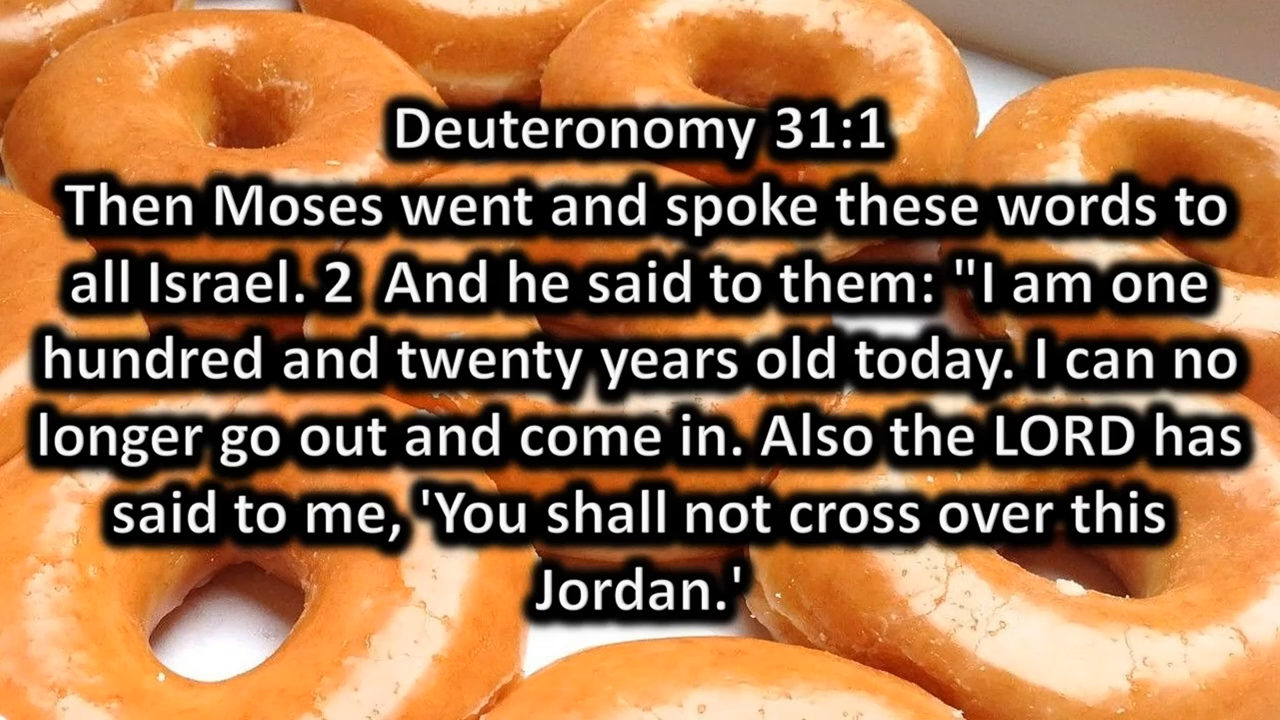 Deuteronomy 31:1
Then Moses went and spoke these words to
all Israel. 2  And he said to them: "I am one
hundred and twenty years old today. I can no
longer go out and come in. Also the LORD has
said to me, 'You shall not cross over this
Jordan.'